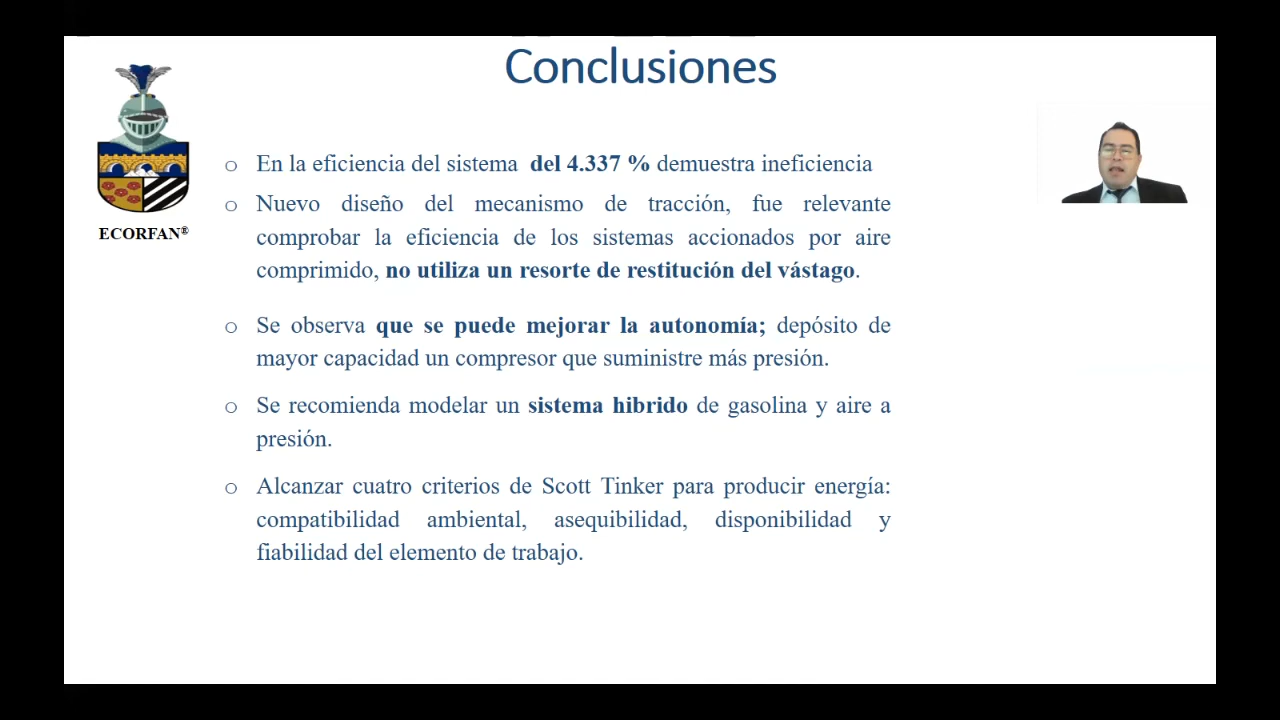 Conclusiones
ECORFAN®
o En la eficiencia del sistema del 4.337 % demuestra ineficiencia
o Nuevo diseño del mecanismo de tracción, fue relevante
comprobar la eficiencia de los sistemas accionados por aire
comprimido, no utiliza un resorte de restitución del vástago.
o Se observa que se puede mejorar la autonomía; depósito de
mayor capacidad un compresor que suministre más presión.
o Se recomienda modelar un sistema hibrido de gasolina y aire a
presión.
o Alcanzar cuatro criterios de Scott Tinker para producir energía:
compatibilidad ambiental, asequibilidad, disponibilidad y
fiabilidad del elemento de trabajo.